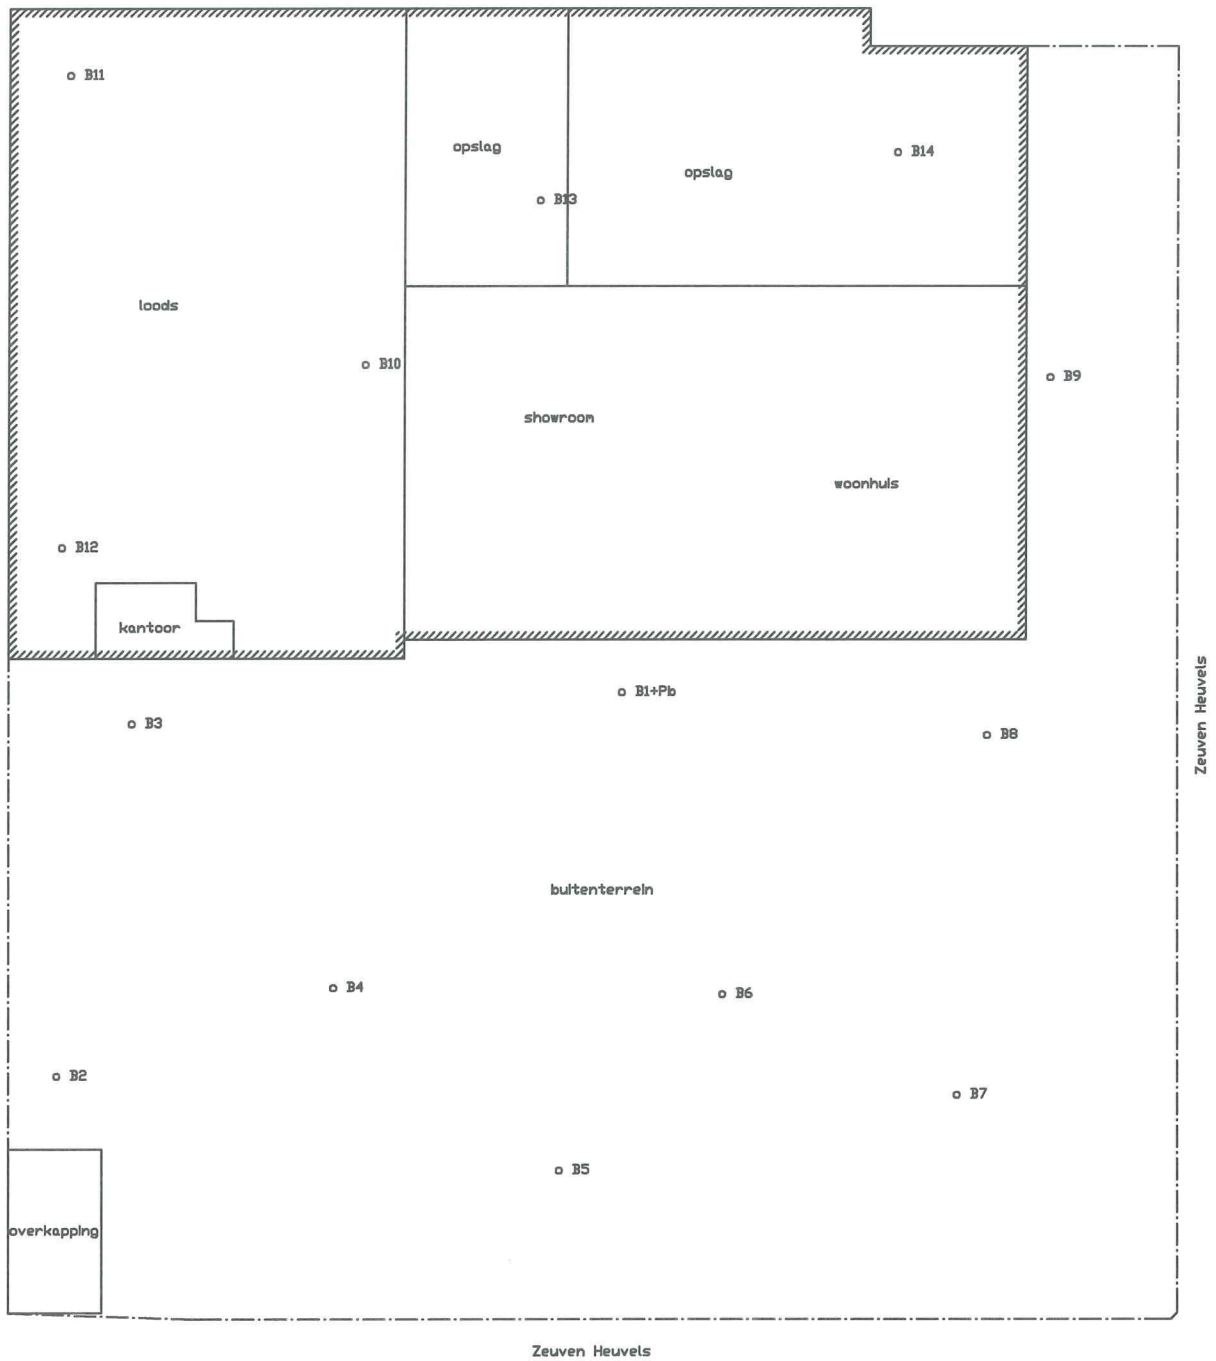 B11
opslag
B14
opslag
B13
loods
B10
B9
showroom
woonhuis
B12
kantoor
B1+Pb
B3
B8
Zeuven Heuvels
buitenterrein
B4
B6
B2
B7
B5
overkapping
Zeuven Heuvels